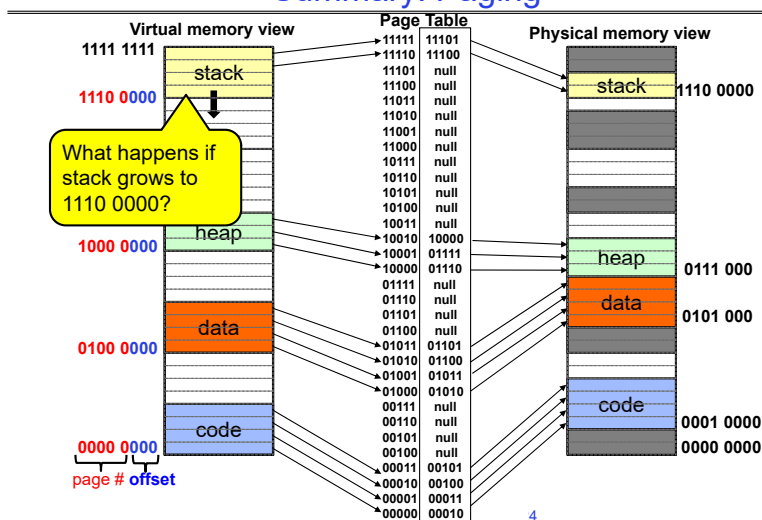 Summary: Paging
Virtual memory view
Page Table
Physical memory view
1111 1111
stack
1110 0000
What happens if
stack grows to
1110 0000?
heap
1000 0000
data
0100 0000
code
0000 0000
page # offset
11111 11101
11110 11100
11101 null
11100 null
11011 null
11010 null
11001 null
11000 null
10111 null
10110 null
10101 null
10100 null
10011 null
10010 10000
10001 01111
10000 01110
01111 null
01110 null
01101 null
01100 null
01011 01101
01010 01100
01001 01011
01000 01010
00111 null
00110 null
00101 null
00100 null
00011 00101
00010 00100
00001 00011
00000 00010
stack
1110 0000
heap
0111 000
data
0101 000
code
0001 0000
0000 0000
4